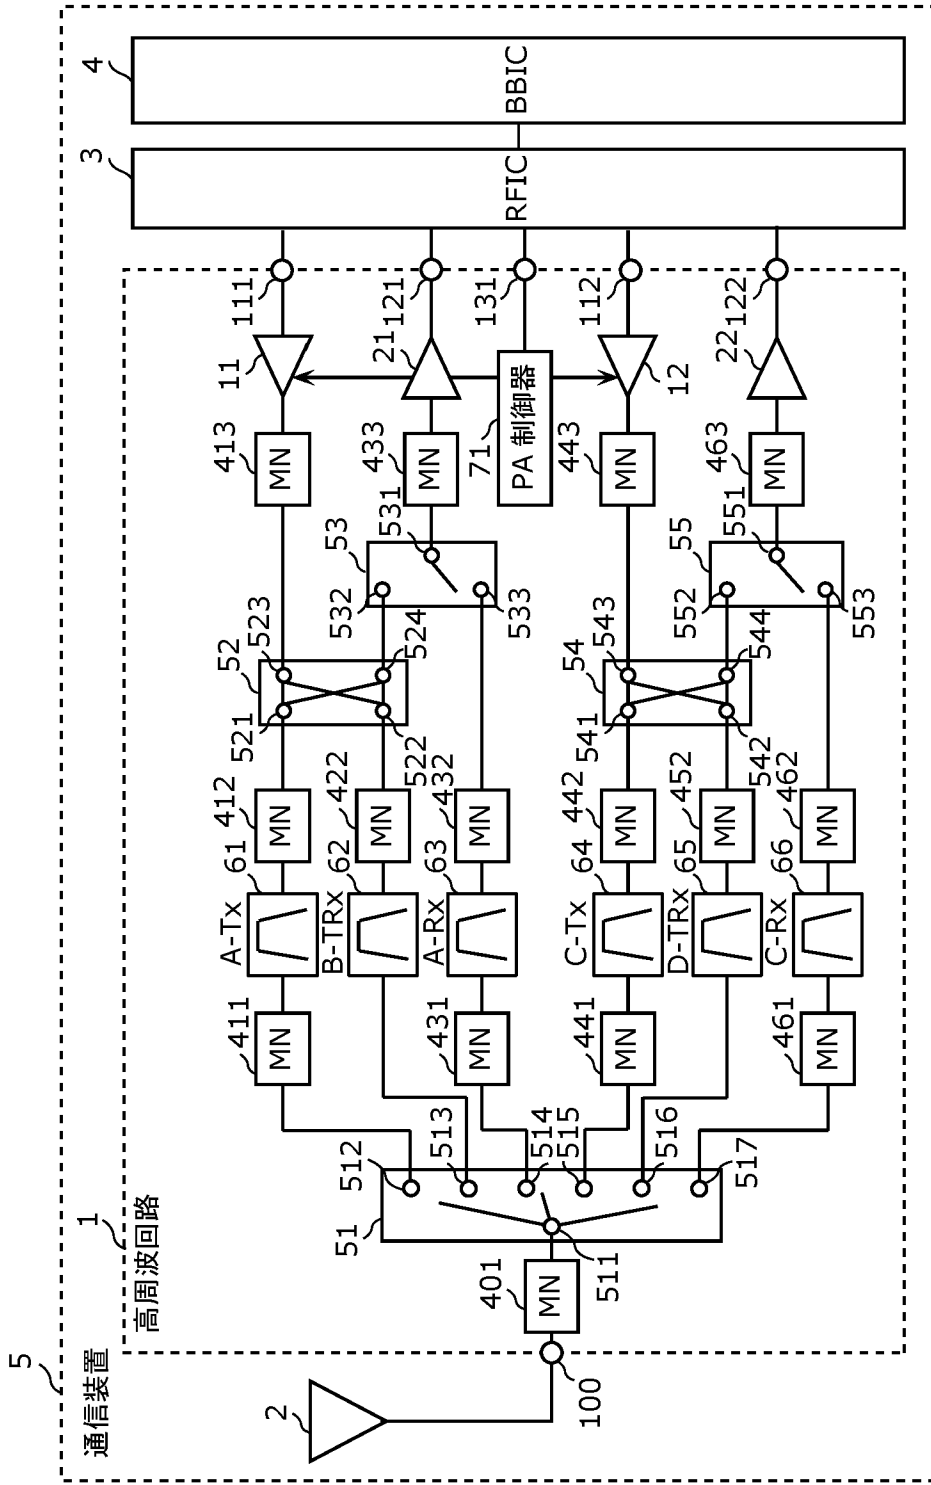 5
通信装置
1
高周波回路
2
100
401
MN
511
51
512
513
514
515
516
517
411
MN
A-Tx
61
412
MN
52
521
523
522
524
413
MN
11
111
B-TRx
62
422
MN
431
MN
A-Rx
63
432
MN
53
532
531
533
433
MN
21
121
71
PA 制御器
131
441
MN
C-Tx
64
442
MN
54
541
543
542
544
443
MN
12
112
D-TRx
65
452
MN
461
MN
C-Rx
66
462
MN
55
552
551
553
463
MN
22
122
3
RFIC
4
BBIC